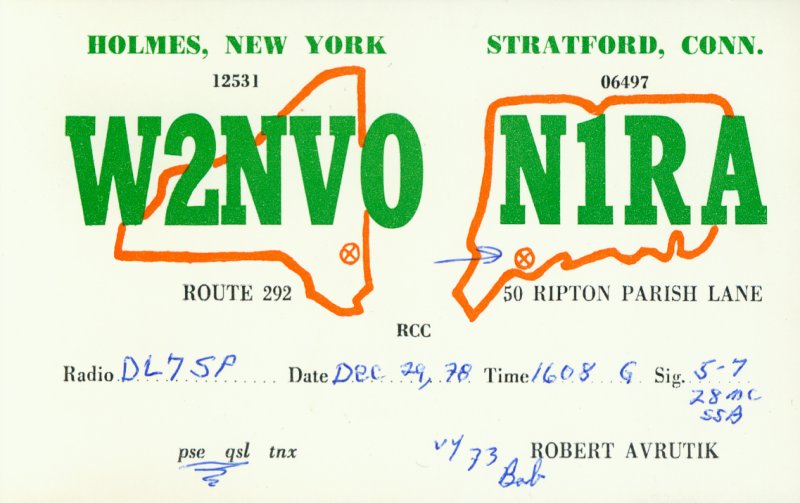 HOLMES, NEW YORK
12531
W2NVO
ROUTE 292
STRATFORD, CONN.
06497
N1RA
50 RIPTON PARISH LANE
RCC
Radio DL7SP Date DEC 29, 78 Time 1608 G Sig. 5-7
28 mc
SSB
pse qsl tnx
vy 73 ROBERT AVRUTIK
Bob